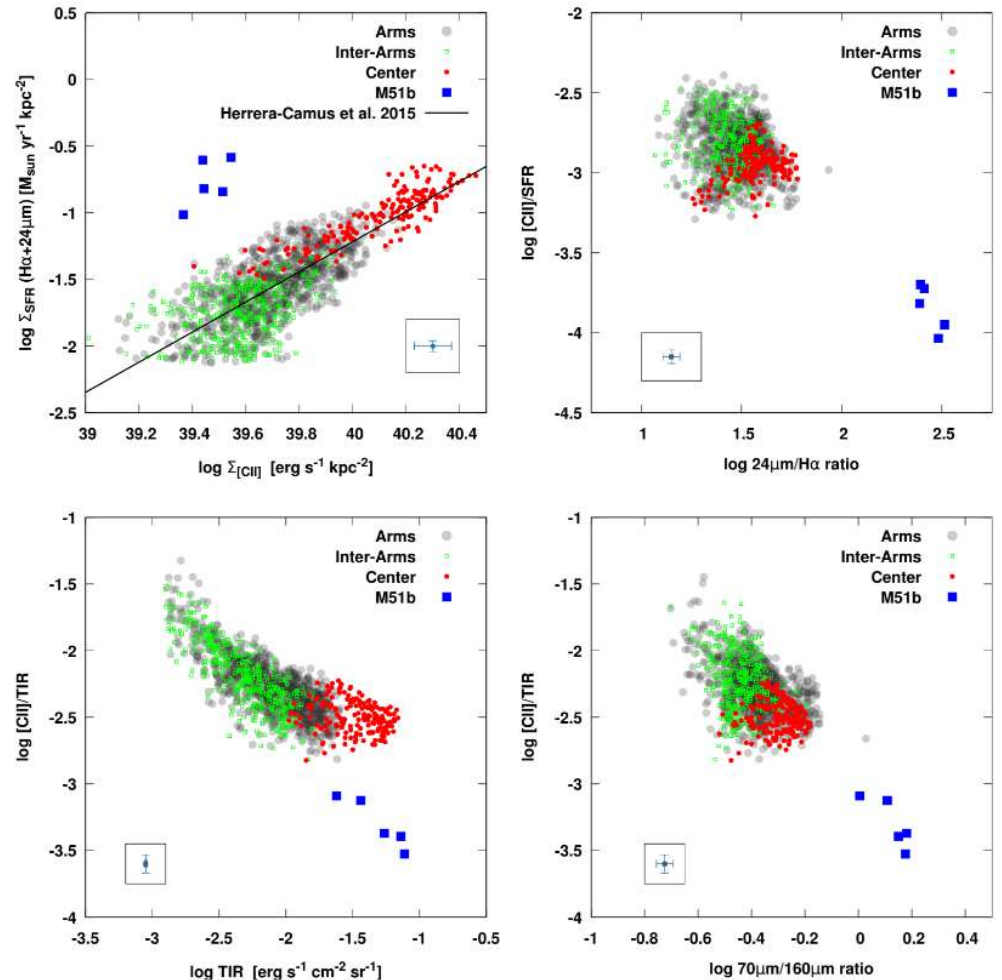 0.5
0
-0.5
-1
-1.5
-2
-2.5
39 39.2 39.4 39.6 39.8 40 40.2 40.4
log Σ[CII] [erg s⁻¹ kpc⁻²]
log ΣSFR (Hα+24μm) [Msun yr⁻¹ kpc⁻²]
Arms
Inter-Arms
Center
M51b
Herrera-Camus et al. 2015
-2
-2.5
-3
-3.5
-4
-4.5
1 1.5 2 2.5
log 24μm/Hα ratio
log [CII]/SFR
Arms
Inter-Arms
Center
M51b
-1
-1.5
-2
-2.5
-3
-3.5
-4
-3.5 -3 -2.5 -2 -1.5 -1 -0.5
log TIR [erg s⁻¹ cm⁻² sr⁻¹]
log [CII]/TIR
Arms
Inter-Arms
Center
M51b
-1
-1.5
-2
-2.5
-3
-3.5
-4
-1 -0.8 -0.6 -0.4 -0.2 0 0.2 0.4
log 70μm/160μm ratio
log [CII]/TIR
Arms
Inter-Arms
Center
M51b